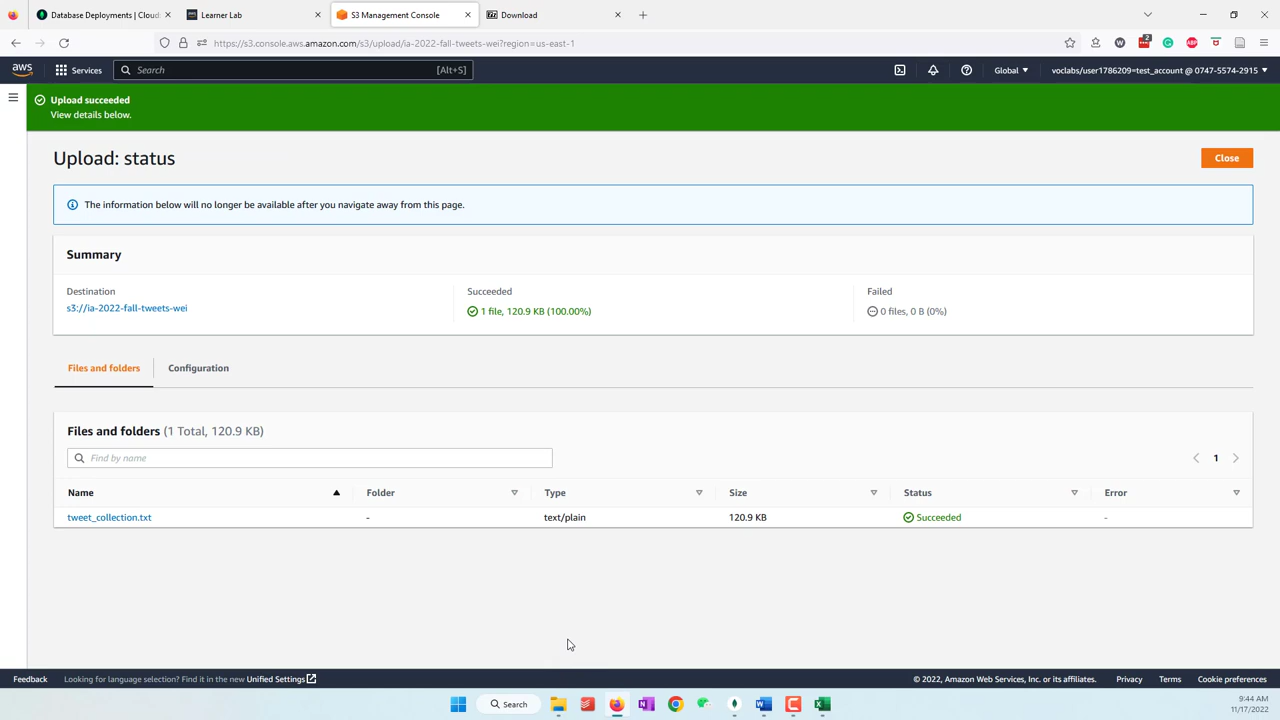 Database Deployments | Cloud:
Learner Lab
S3 Management Console
Download
https://s3.console.aws.amazon.com/s3/upload/ia-2022-fall-tweets-wei?region=us-east-1
2
aws
Services
Search
[Alt+S]
Global
voclabs/user1786209=test_account @ 0747-5574-2915
Upload succeeded
View details below.
Upload: status
Close
The information below will no longer be available after you navigate away from this page.
Summary
Destination
Succeeded
Failed
s3://ia-2022-fall-tweets-wei
1 file, 120.9 KB (100.00%)
0 files, 0 B (0%)
Files and folders
Configuration
Files and folders (1 Total, 120.9 KB)
Find by name
1
Name
Folder
Type
Size
Status
Error
tweet_collection.txt
-
text/plain
120.9 KB
Succeeded
-
Feedback
Looking for language selection? Find it in the new Unified Settings
© 2022, Amazon Web Services, Inc. or its affiliates.
Privacy
Terms
Cookie preferences
Search
9:44 AM
11/17/2022